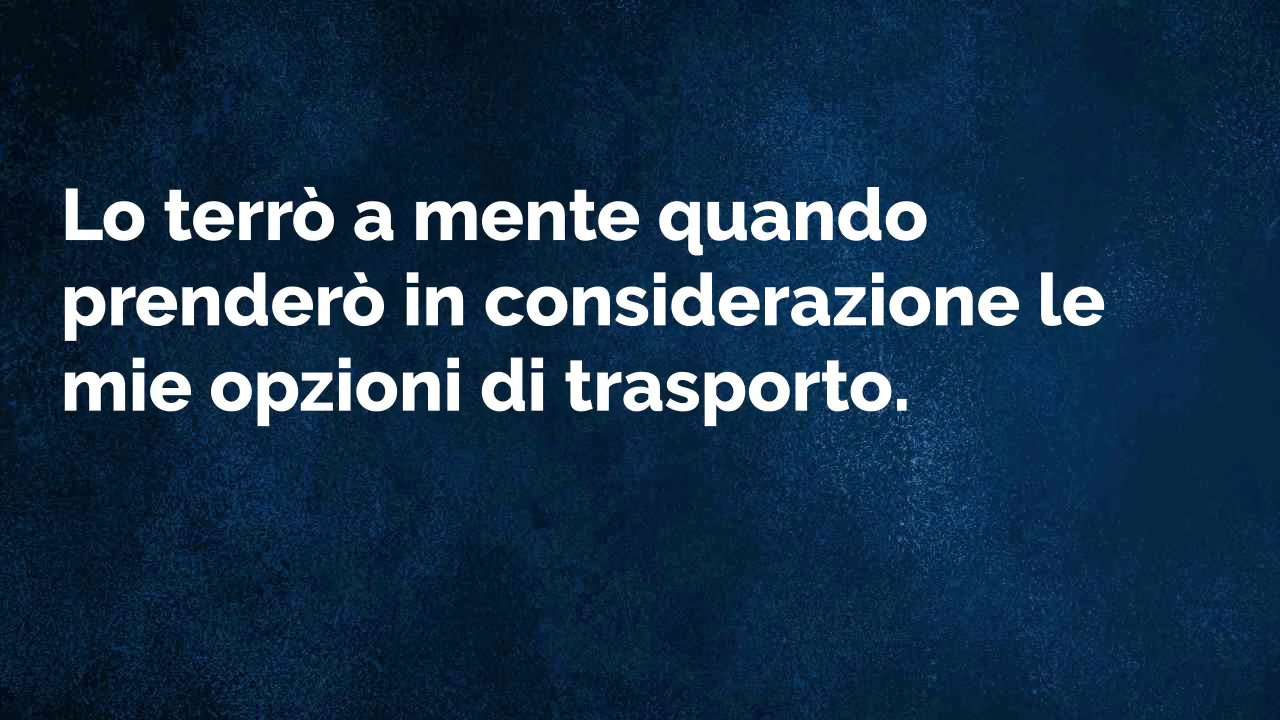 Lo terrò a mente quando
prenderò in considerazione le
mie opzioni di trasporto.